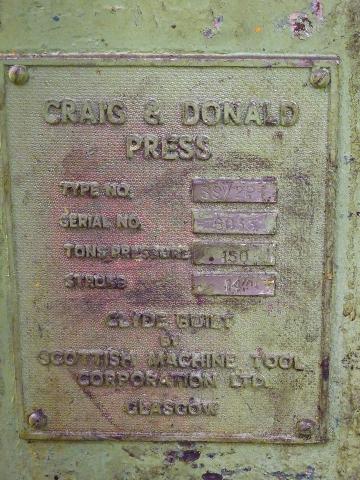 CRAIG & DONALD
PRESS
TYPE NO.
SERIAL NO.
TONS PRESSURE 150
STROKE
CLYDE BUILT
BY
SCOTTISH MACHINE TOOL
CORPORATION LTD.
GLASGOW